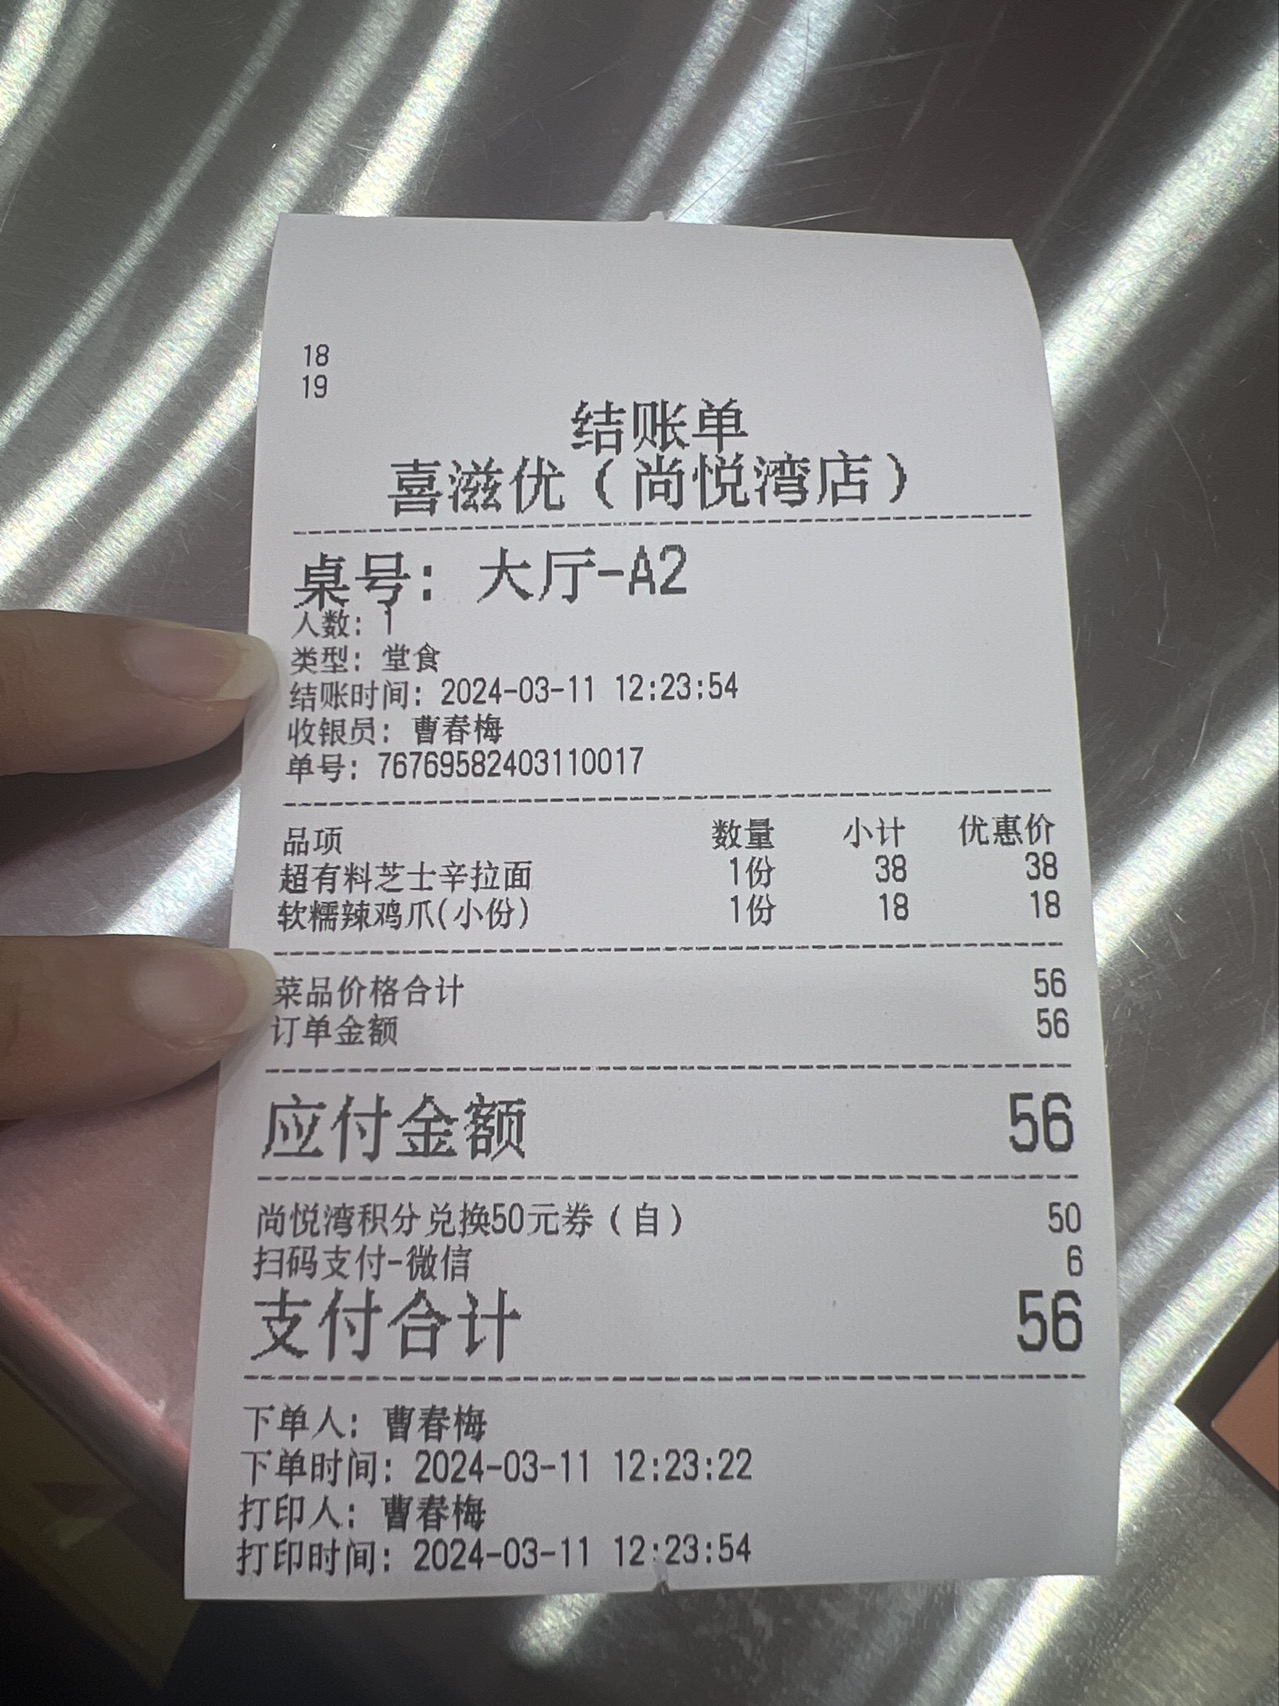 18
19
结账单
喜滋优（尚悦湾店）
桌号： 大厅-A2
人数：1
类型：堂食
结账时间：2024-03-11 12:23:54
收银员：曹春梅
单号：76769582403110017
品项 数量 小计 优惠价
超有料芝士辛拉面 1份 38 38
软糯辣鸡爪(小份) 1份 18 18
菜品价格合计 56
订单金额 56
应付金额 56
尚悦湾积分兑换50元券（自） 50
扫码支付-微信 6
支付合计 56
下单人：曹春梅
下单时间：2024-03-11 12:23:22
打印人：曹春梅
打印时间：2024-03-11 12:23:54